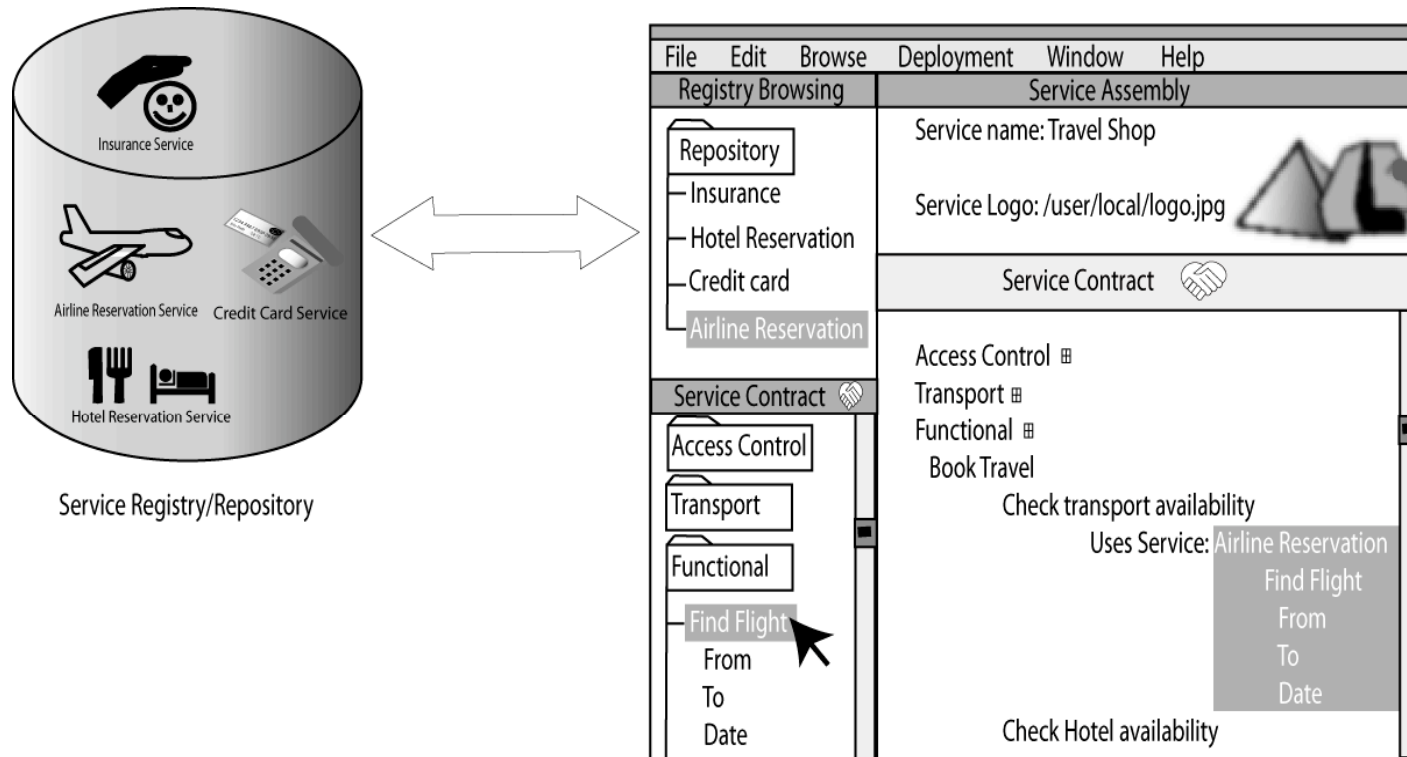 Insurance Service
Airline Reservation Service
Credit Card Service
Hotel Reservation Service
Service Registry/Repository
File Edit Browse Deployment Window Help
Registry Browsing
Repository
Insurance
Hotel Reservation
Credit card
Airline Reservation
Service Contract
Access Control
Transport
Functional
Find Flight
From
To
Date
Service Assembly
Service name: Travel Shop
Service Logo: /user/local/logo.jpg
Service Contract
Access Control
Transport
Functional
Book Travel
Check transport availability
Uses Service: Airline Reservation
Find Flight
From
To
Date
Check Hotel availability